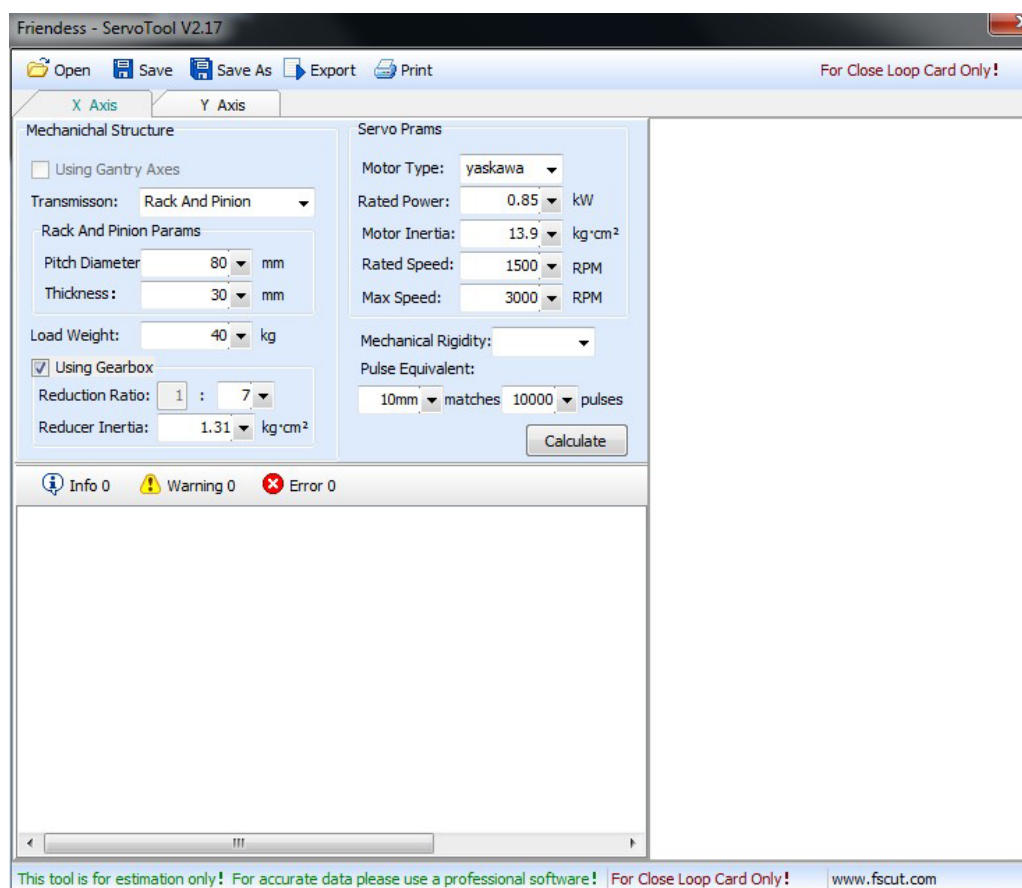 Friendess - ServoTool V2.17
Open Save Save As Export Print For Close Loop Card Only!
X Axis Y Axis
Mechanichal Structure
Using Gantry Axes
Transmisson: Rack And Pinion
Rack And Pinion Params
Pitch Diameter 80 mm
Thickness: 30 mm
Load Weight: 40 kg
Using Gearbox
Reduction Ratio: 1 : 7
Reducer Inertia: 1.31 kg·cm²
Servo Prams
Motor Type: yaskawa
Rated Power: 0.85 kW
Motor Inertia: 13.9 kg·cm²
Rated Speed: 1500 RPM
Max Speed: 3000 RPM
Mechanical Rigidity:
Pulse Equivalent:
10mm matches 10000 pulses
Calculate
Info 0 Warning 0 Error 0
This tool is for estimation only! For accurate data please use a professional software! For Close Loop Card Only! www.fscut.com